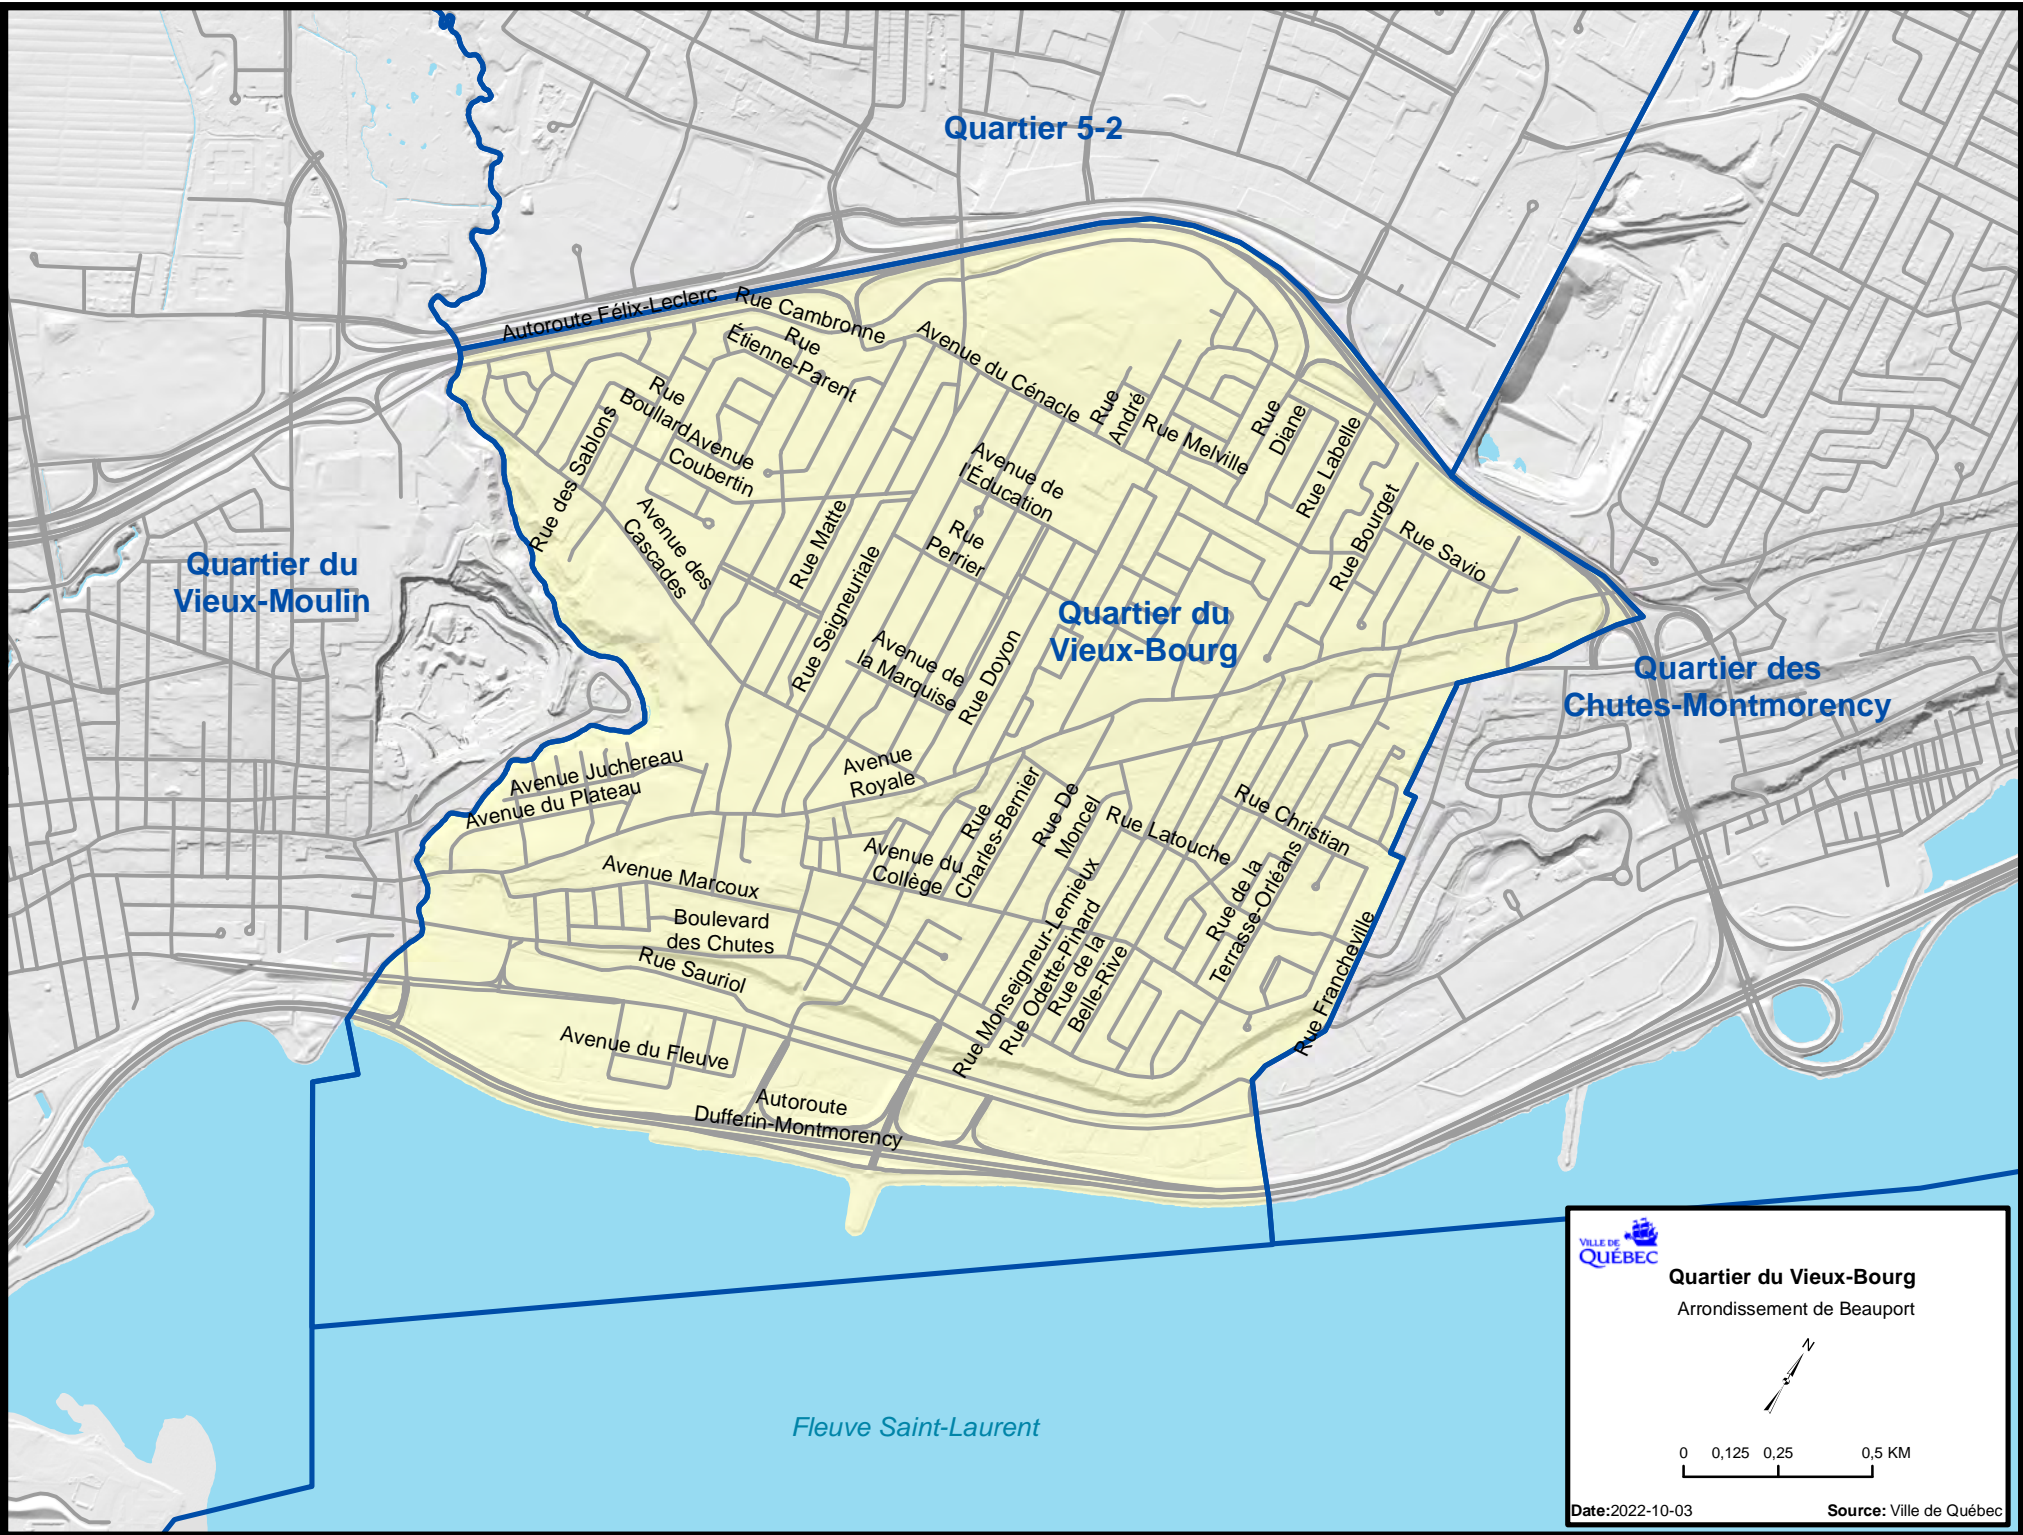 Quartier 5-2
Autoroute Félix-Leclerc
Rue Cambronne
Rue
Étienne-Parent
Avenue du Cénacle
Rue
Boullard
Avenue
Coubertin
Rue des Sablons
Rue
André
Rue Melville
Rue
Diane
Rue Labelle
Avenue de
l'Éducation
Rue
Perrier
Rue Bourget
Rue Savio
Avenue des
Cascades
Rue Matte
Rue Seigneuriale
Quartier du
Vieux-Moulin
Quartier du
Vieux-Bourg
Avenue de
la Marquise
Rue Doyon
Quartier des
Chutes-Montmorency
Avenue Juchereau
Avenue du Plateau
Avenue
Royale
Rue
Charles-Bernier
Rue De
Moncel
Rue Latouche
Rue Christian
Avenue du
Collège
Avenue Marcoux
Boulevard
des Chutes
Rue Sauriol
Rue Monseigneur-Lemieux
Rue Odette-Pinard
Rue de la
Belle-Rive
Rue de la
Terrasse-Orléans
Rue Francheville
Avenue du Fleuve
Autoroute
Dufferin-Montmorency
Fleuve Saint-Laurent
VILLE DE
QUÉBEC
Quartier du Vieux-Bourg
Arrondissement de Beauport
N
0 0,125 0,25 0,5 KM
Date:2022-10-03 Source: Ville de Québec